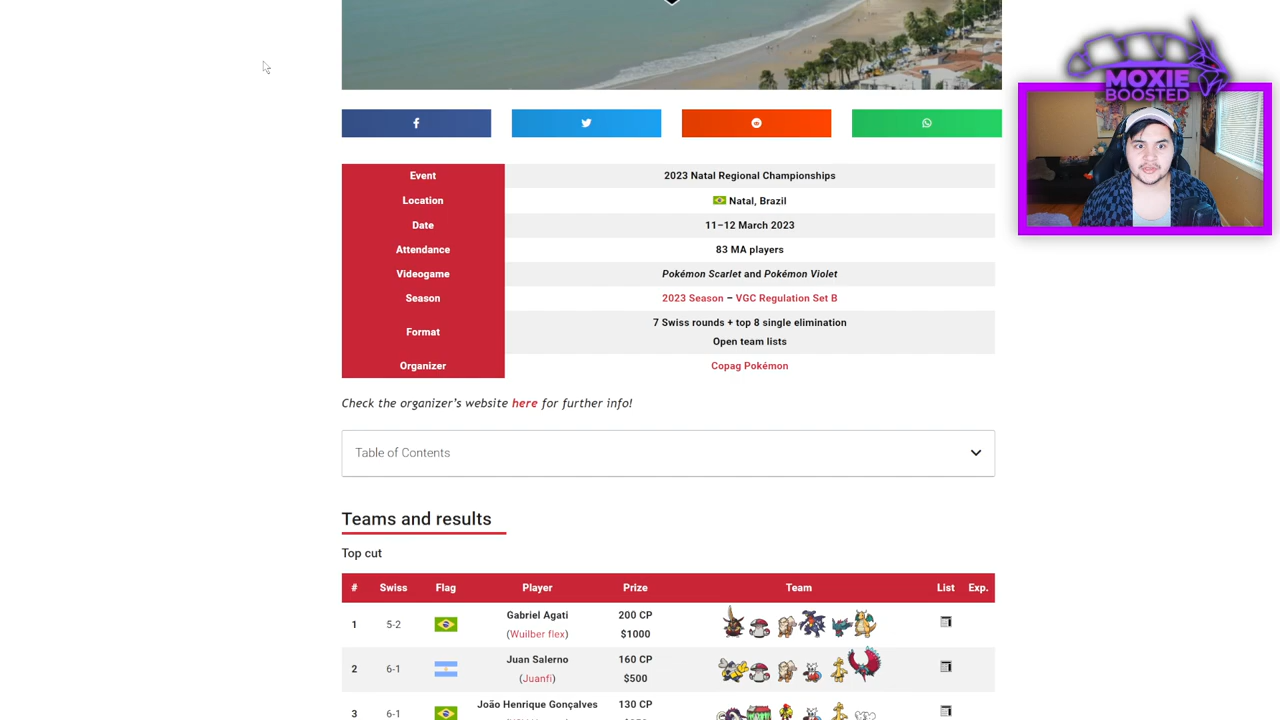 MOXIE
BOOSTED
Event 2023 Natal Regional Championships
Location Natal, Brazil
Date 11–12 March 2023
Attendance 83 MA players
Videogame Pokémon Scarlet and Pokémon Violet
Season 2023 Season – VGC Regulation Set B
Format 7 Swiss rounds + top 8 single elimination
Open team lists
Organizer Copag Pokémon
Check the organizer's website here for further info!
Table of Contents
Teams and results
Top cut
# Swiss Flag Player Prize Team List Exp.
1 5-2 Gabriel Agati 200 CP
(Wuilber flex) $1000
2 6-1 Juan Salerno 160 CP
(Juanfi) $500
3 6-1 João Henrique Gonçalves 130 CP